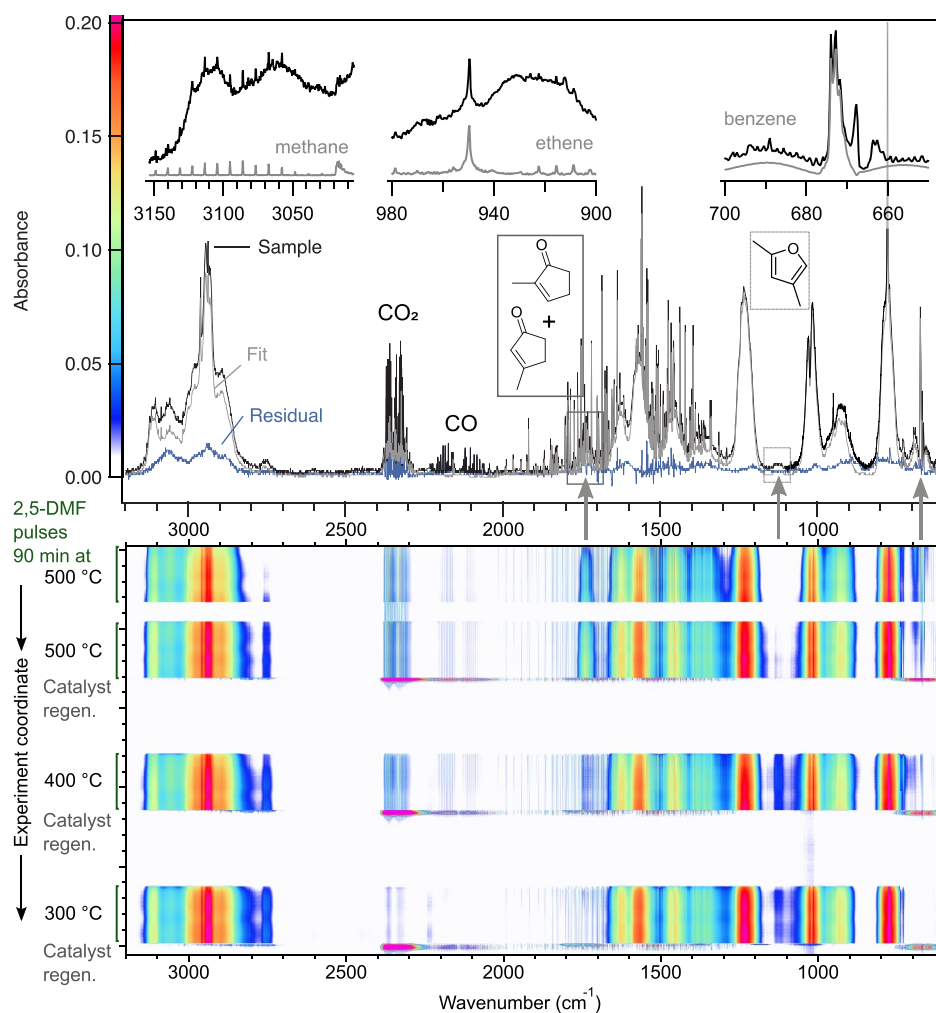 0.20
0.15
0.10
0.05
0.00
Absorbance
methane
3150
3100
3050
ethene
980
940
900
benzene
700
680
660
Sample
Fit
Residual
CO₂
CO
O
+
O
O
3000
2500
2000
1500
1000
2,5-DMF
pulses
90 min at
500 °C
500 °C
Catalyst
regen.
400 °C
Catalyst
regen.
300 °C
Catalyst
regen.
Experiment coordinate
3000
2500
2000
1500
1000
Wavenumber (cm⁻¹)